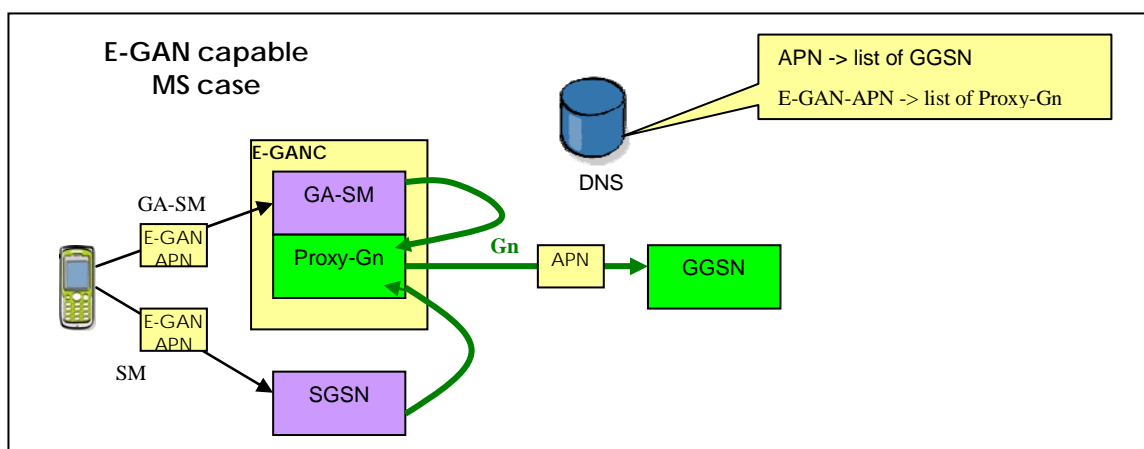 E-GAN capable
MS case
APN -> list of GGSN
E-GAN-APN -> list of Proxy-Gn
DNS
E-GANC
GA-SM
GA-SM
E-GAN
APN
Proxy-Gn
Gn
APN
GGSN
E-GAN
APN
SM
SGSN